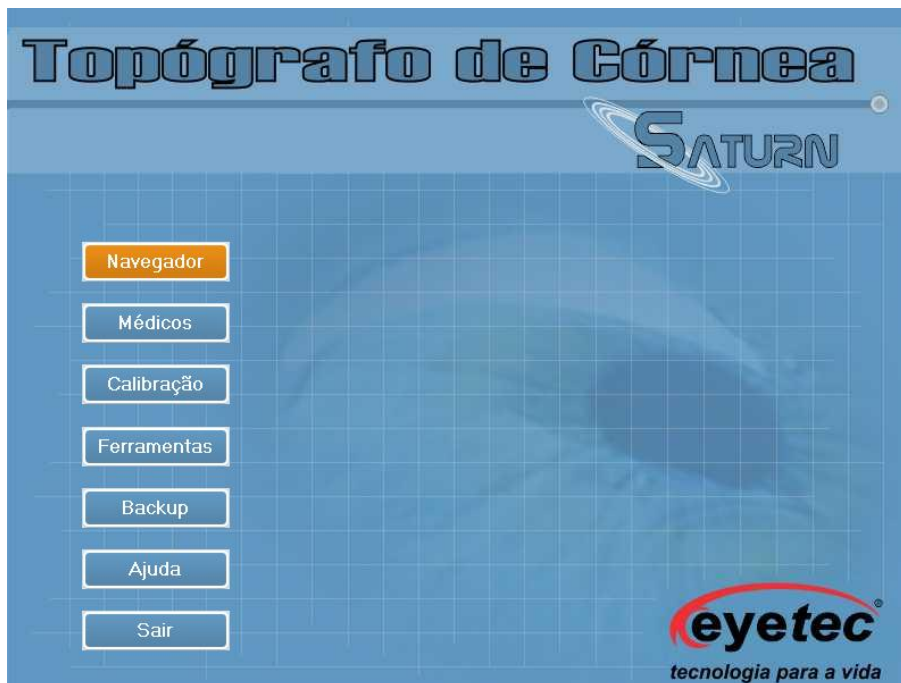 Topógrafo de Córnea
SATURN
Navegador
Médicos
Calibração
Ferramentas
Backup
Ajuda
Sair
eyetec®
tecnologia para a vida